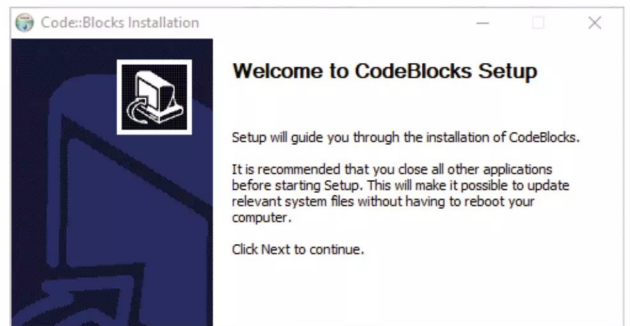 Code::Blocks Installation
Welcome to CodeBlocks Setup
Setup will guide you through the installation of CodeBlocks.
It is recommended that you close all other applications
before starting Setup. This will make it possible to update
relevant system files without having to reboot your
computer.
Click Next to continue.